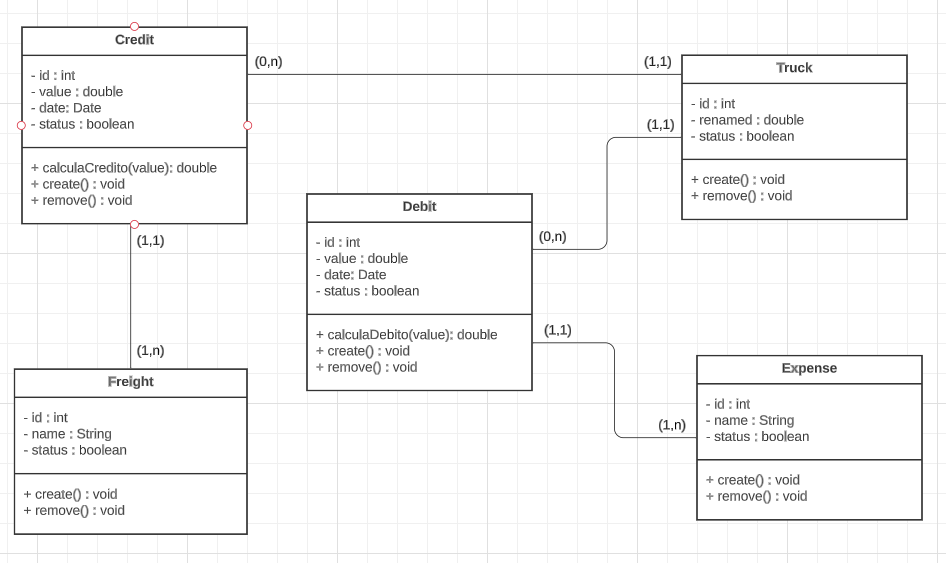 Credit
- id : int
- value : double
- date: Date
- status : boolean
+ calculaCredito(value): double
+ create() : void
+ remove() : void
(0,n)
(1,1)
Truck
- id : int
- renamed : double
- status : boolean
+ create() : void
+ remove() : void
(1,1)
Debit
- id : int
- value : double
- date: Date
- status : boolean
+ calculaDebito(value): double
+ create() : void
+ remove() : void
(0,n)
(1,1)
(1,n)
Freight
- id : int
- name : String
- status : boolean
+ create() : void
+ remove() : void
(1,1)
(1,n)
Expense
- id : int
- name : String
- status : boolean
+ create() : void
+ remove() : void